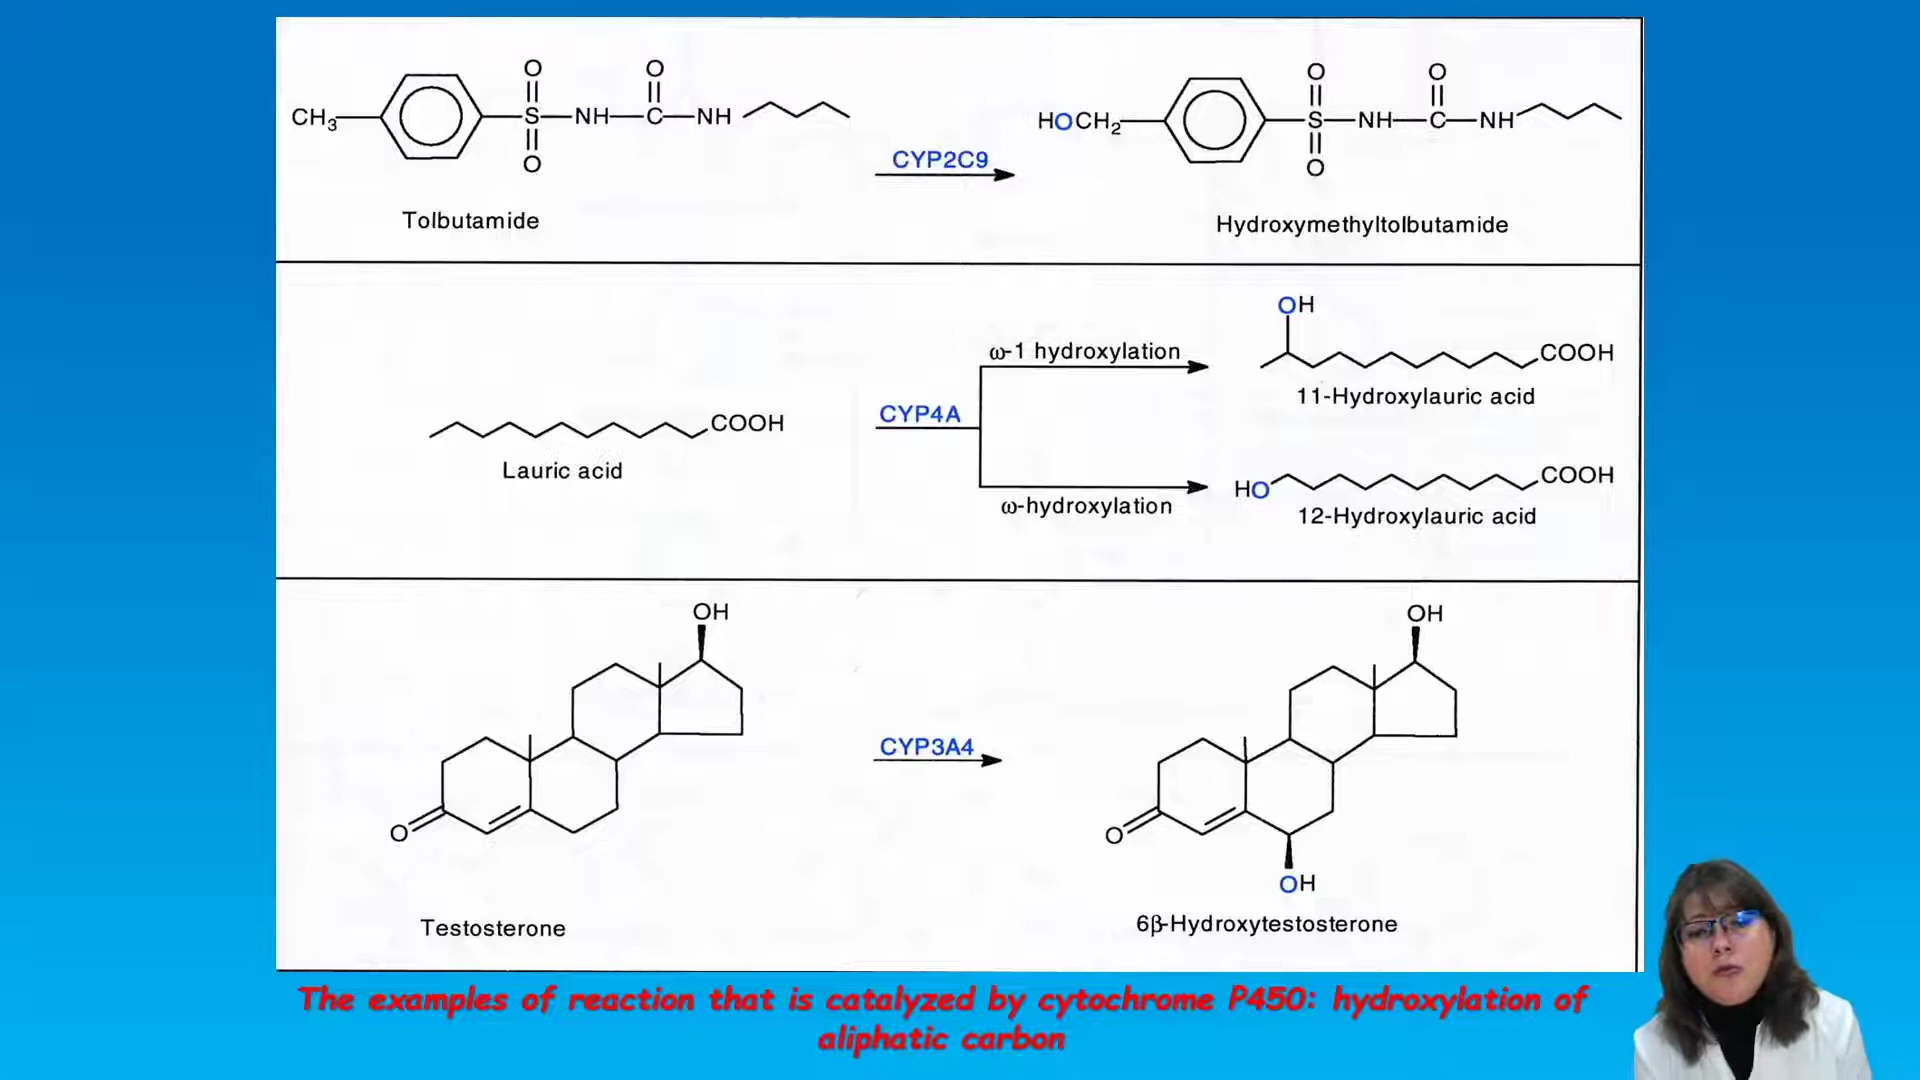 O O
CH3 S NH C NH
O
CYP2C9
Tolbutamide
O O
HOCH2 S NH C NH
O
Hydroxymethyltolbutamide
COOH
Lauric acid
CYP4A
ω-1 hydroxylation
ω-hydroxylation
OH
COOH
11-Hydroxylauric acid
HO COOH
12-Hydroxylauric acid
OH
O
Testosterone
CYP3A4
OH
O
OH
6β-Hydroxytestosterone
The examples of reaction that is catalyzed by cytochrome P450: hydroxylation of
aliphatic carbon